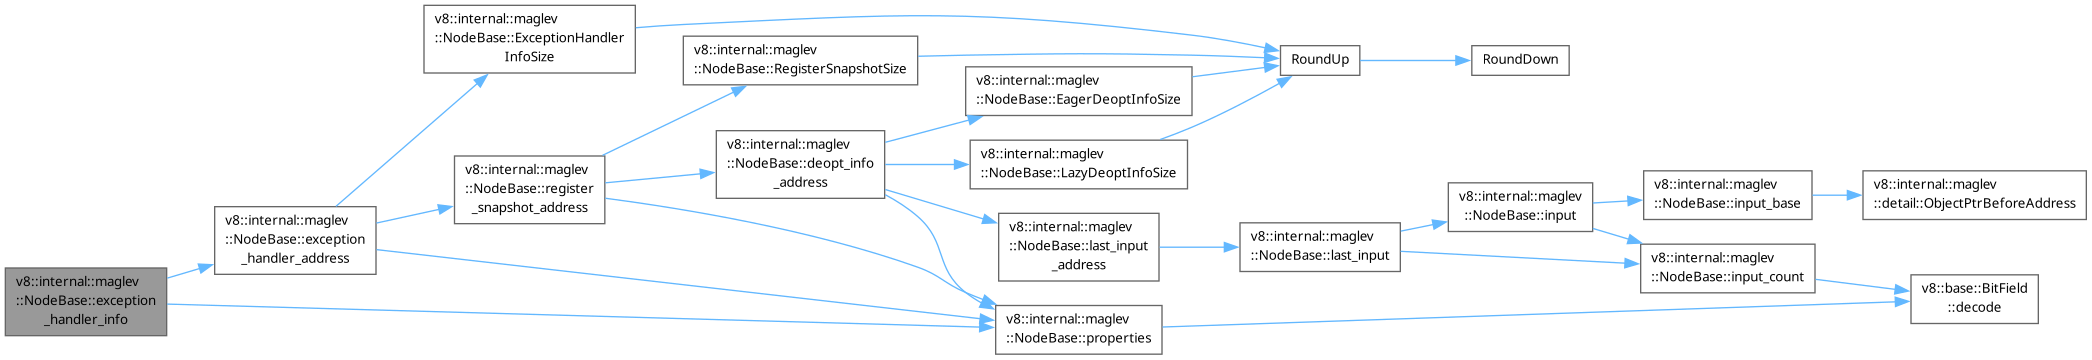 v8::internal::maglev
::NodeBase::exception
_handler_info
v8::internal::maglev
::NodeBase::exception
_handler_address
v8::internal::maglev
::NodeBase::ExceptionHandler
InfoSize
v8::internal::maglev
::NodeBase::register
_snapshot_address
v8::internal::maglev
::NodeBase::RegisterSnapshotSize
v8::internal::maglev
::NodeBase::deopt_info
_address
v8::internal::maglev
::NodeBase::EagerDeoptInfoSize
v8::internal::maglev
::NodeBase::LazyDeoptInfoSize
v8::internal::maglev
::NodeBase::last_input
_address
v8::internal::maglev
::NodeBase::properties
RoundUp
RoundDown
v8::internal::maglev
::NodeBase::last_input
v8::internal::maglev
::NodeBase::input
v8::internal::maglev
::NodeBase::input_base
v8::internal::maglev
::NodeBase::input_count
v8::internal::maglev
::detail::ObjectPtrBeforeAddress
v8::base::BitField
::decode